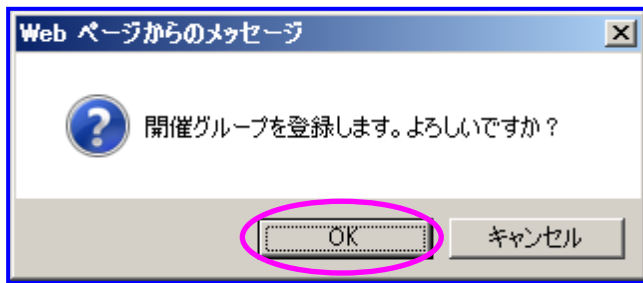 Web ページからのメッセージ
開催グループを登録します。よろしいですか？
OK
キャンセル